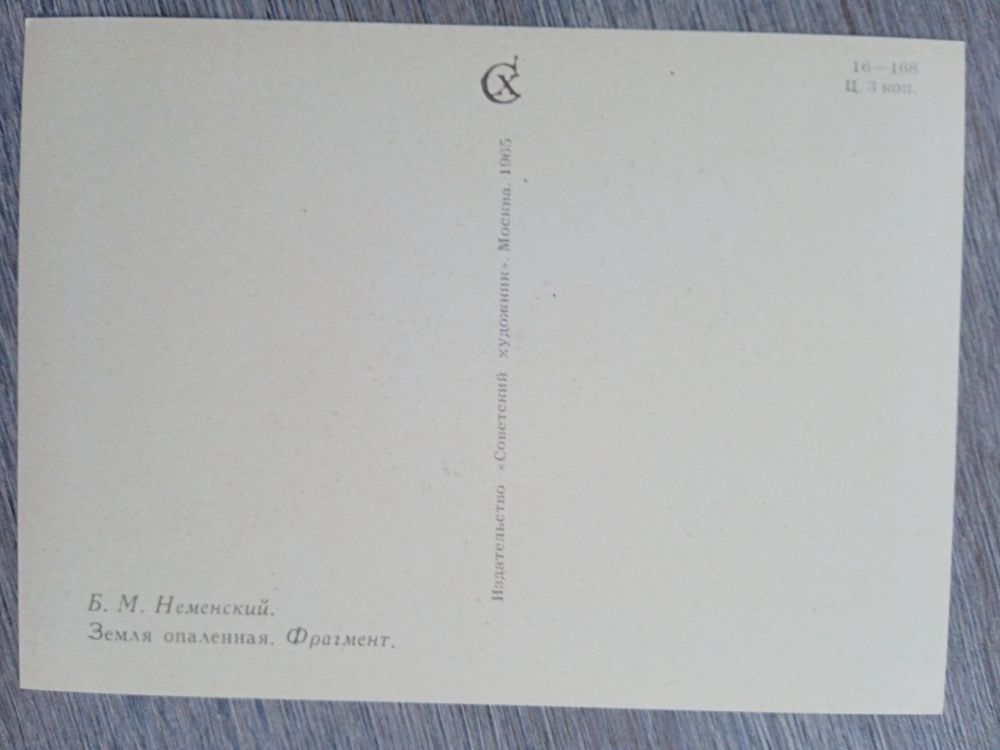 СХ
16—168
Ц. 3 коп.
Издательство «Советский художник». Москва. 1965
Б. М. Неменский.
Земля опаленная. Фрагмент.